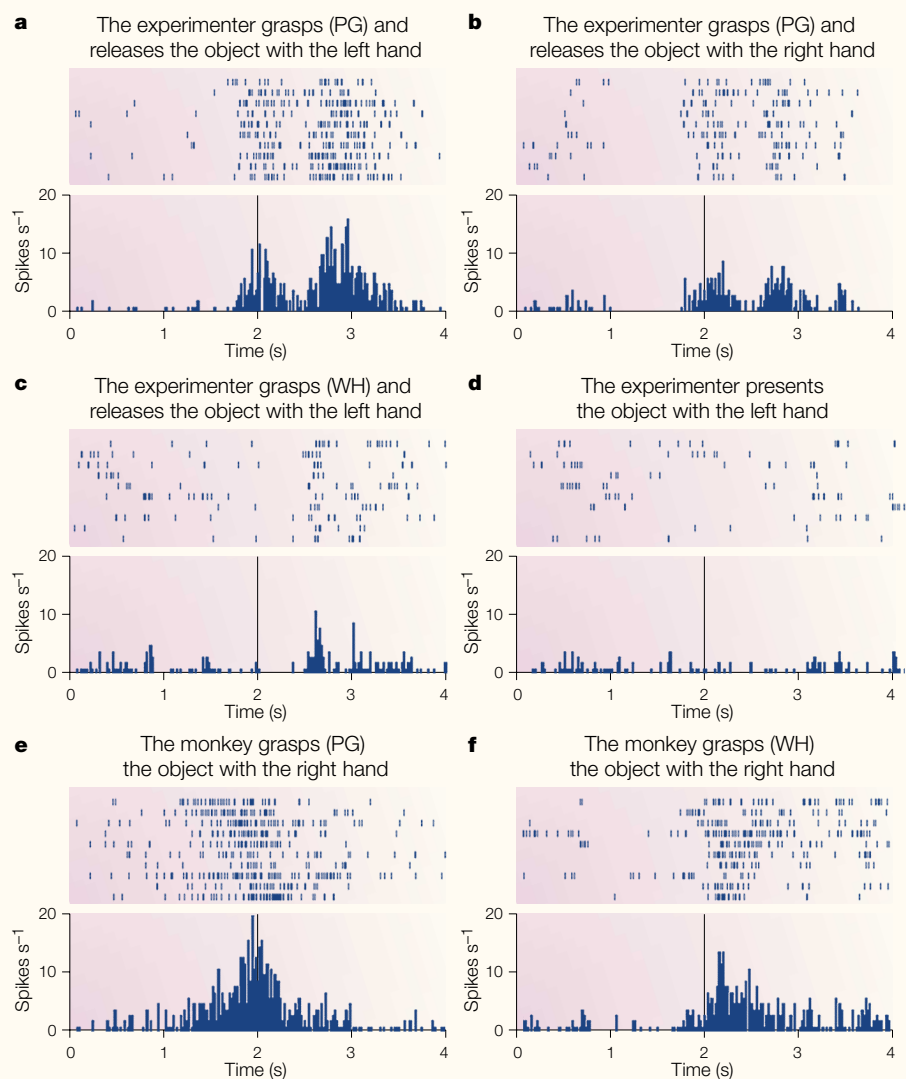 a The experimenter grasps (PG) and
releases the object with the left hand
20
10
0
Spikes s⁻¹
0 1 2 3 4
Time (s)
b The experimenter grasps (PG) and
releases the object with the right hand
20
10
0
Spikes s⁻¹
0 1 2 3 4
Time (s)
c The experimenter grasps (WH) and
releases the object with the left hand
20
10
0
Spikes s⁻¹
0 1 2 3 4
Time (s)
d The experimenter presents
the object with the left hand
20
10
0
Spikes s⁻¹
0 1 2 3 4
Time (s)
e The monkey grasps (PG)
the object with the right hand
20
10
0
Spikes s⁻¹
0 1 2 3 4
Time (s)
f The monkey grasps (WH)
the object with the right hand
20
10
0
Spikes s⁻¹
0 1 2 3 4
Time (s)